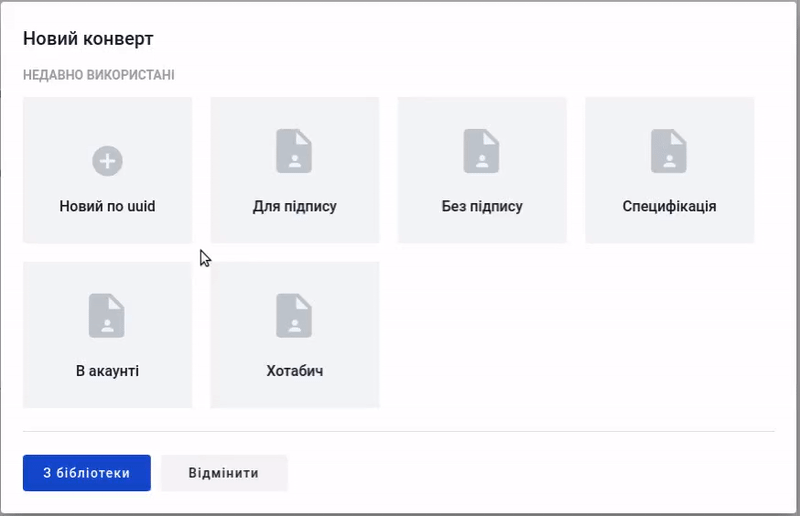 Новий конверт
НЕДАВНО ВИКОРИСТАНІ
Новий по uuid
Для підпису
Без підпису
Специфікація
В акаунті
Хотабич
З бібліотеки
Відмінити